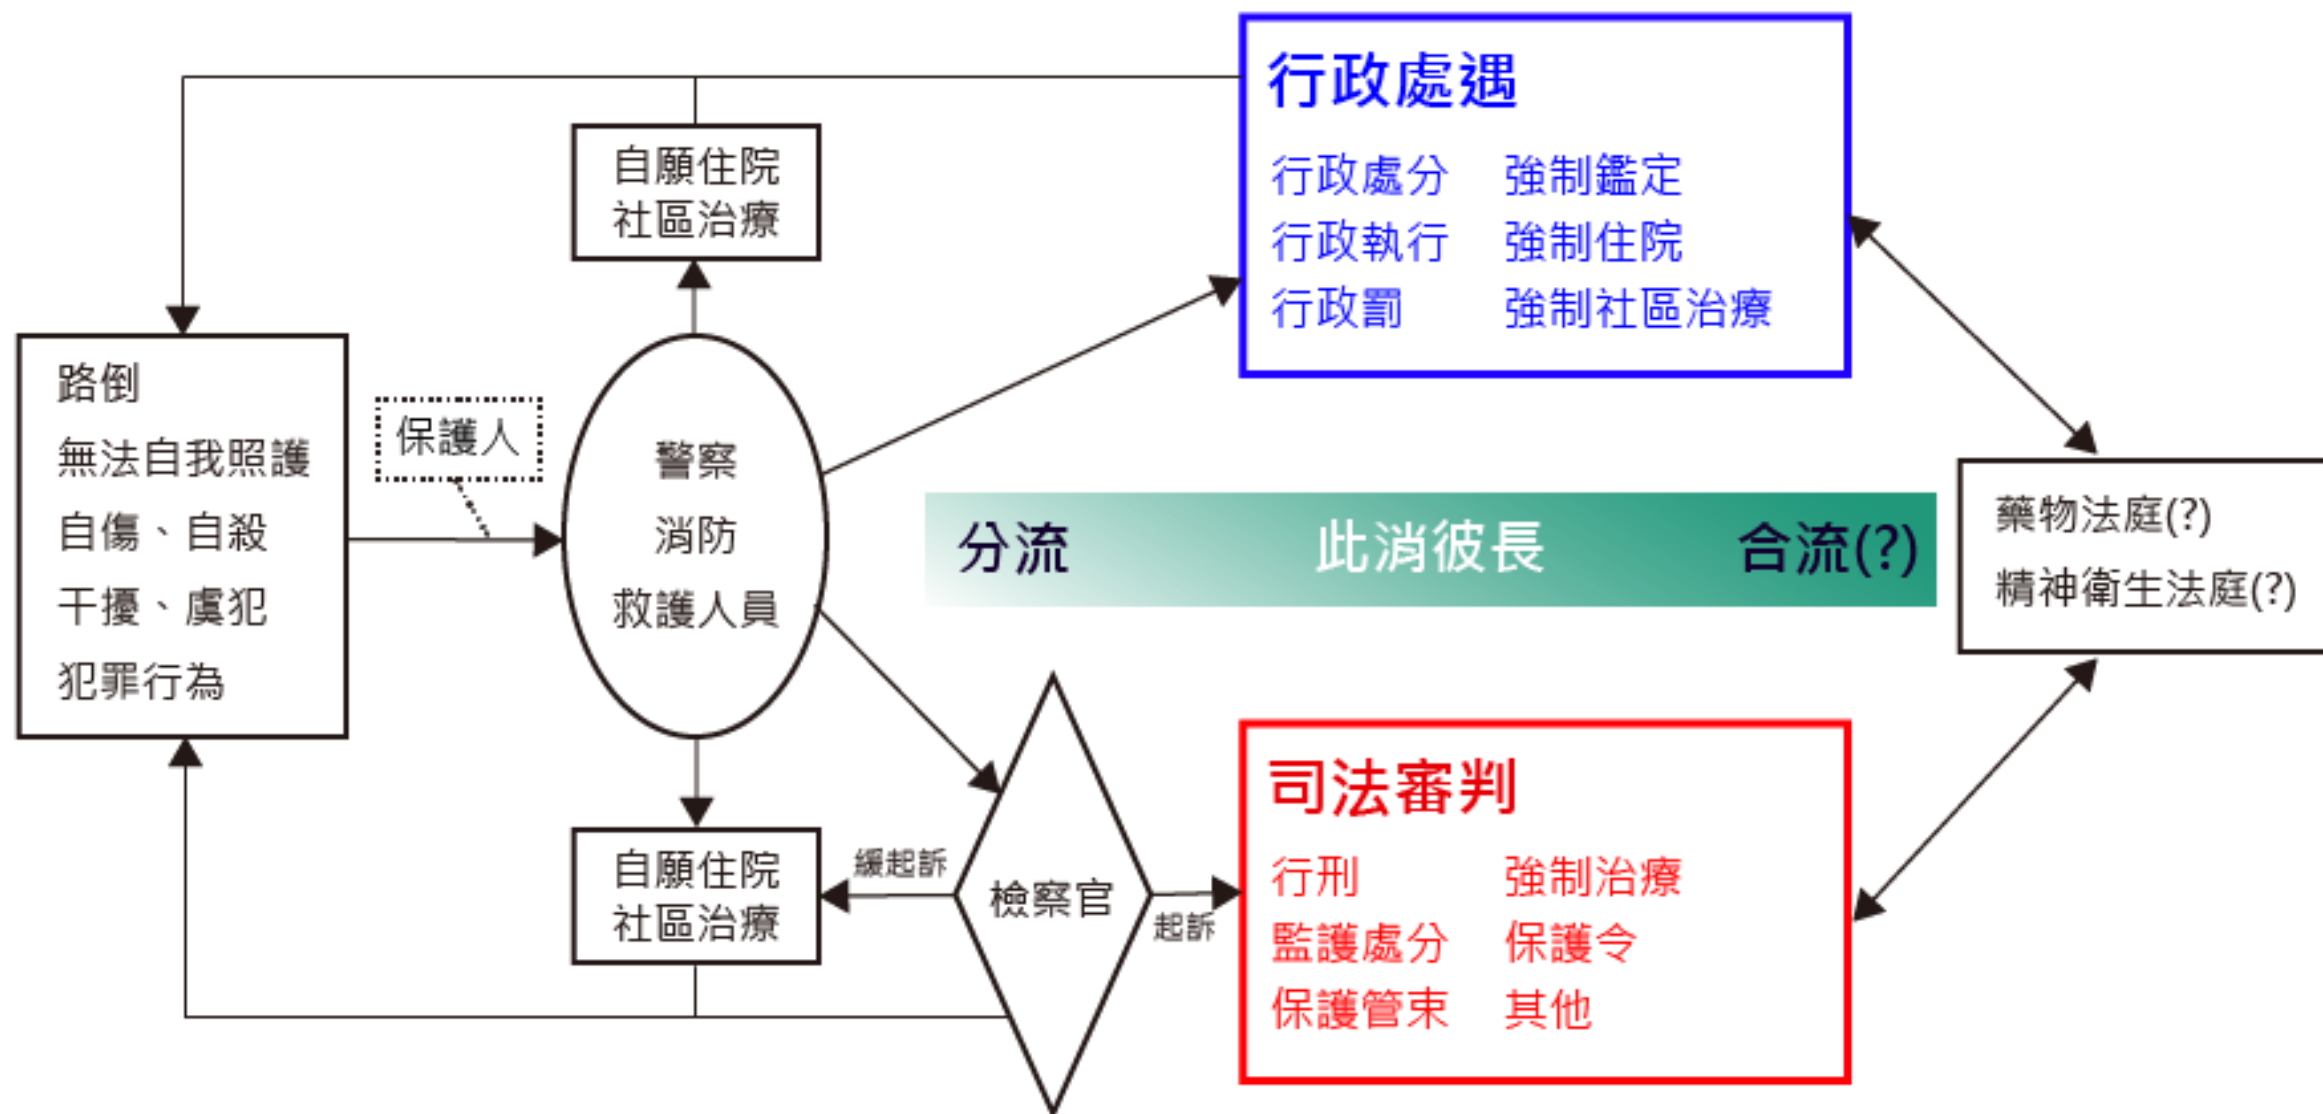 行政處遇
行政處分 強制鑑定
行政執行 強制住院
行政罰 強制社區治療
自願住院
社區治療
路倒
無法自我照護
自傷、自殺
干擾、虞犯
犯罪行為
保護人
警察
消防
救護人員
分流 此消彼長 合流(?)
藥物法庭(?)
精神衛生法庭(?)
自願住院
社區治療
緩起訴
檢察官
起訴
司法審判
行刑 強制治療
監護處分 保護令
保護管束 其他